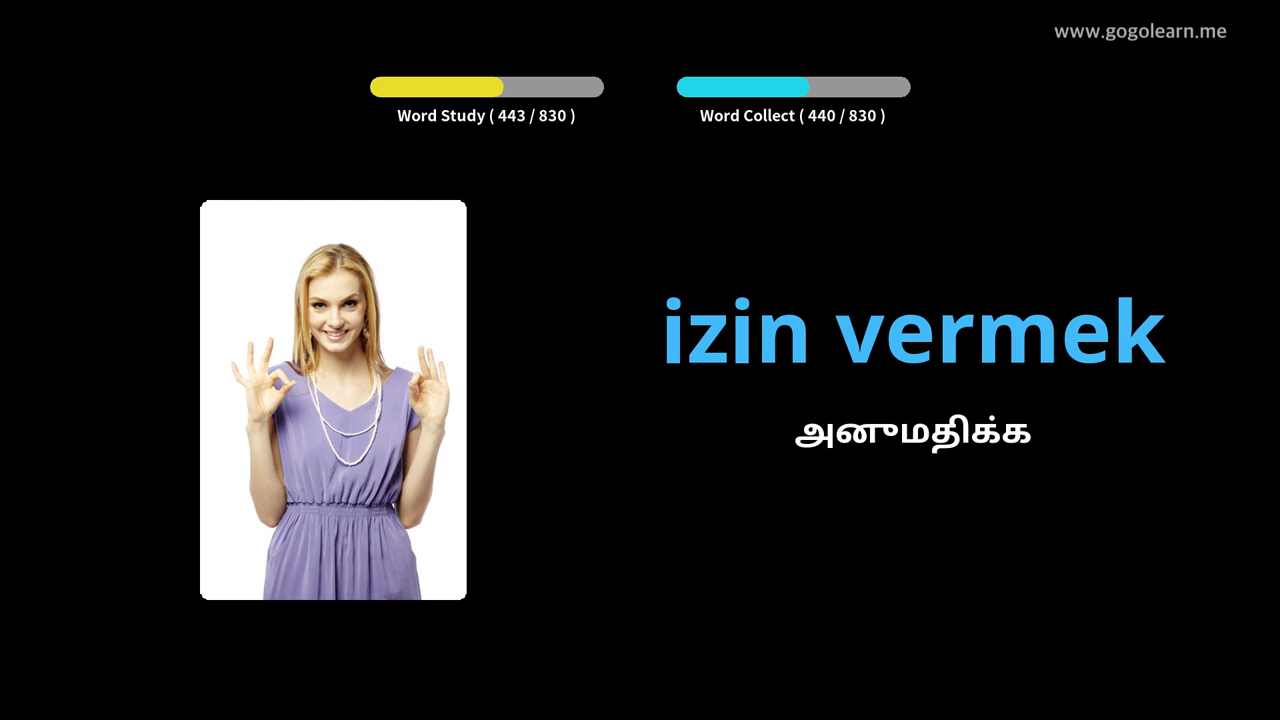 www.gogolearn.me
Word Study ( 443 / 830 )
Word Collect ( 440 / 830 )
izin vermek
அனுமதிக்க